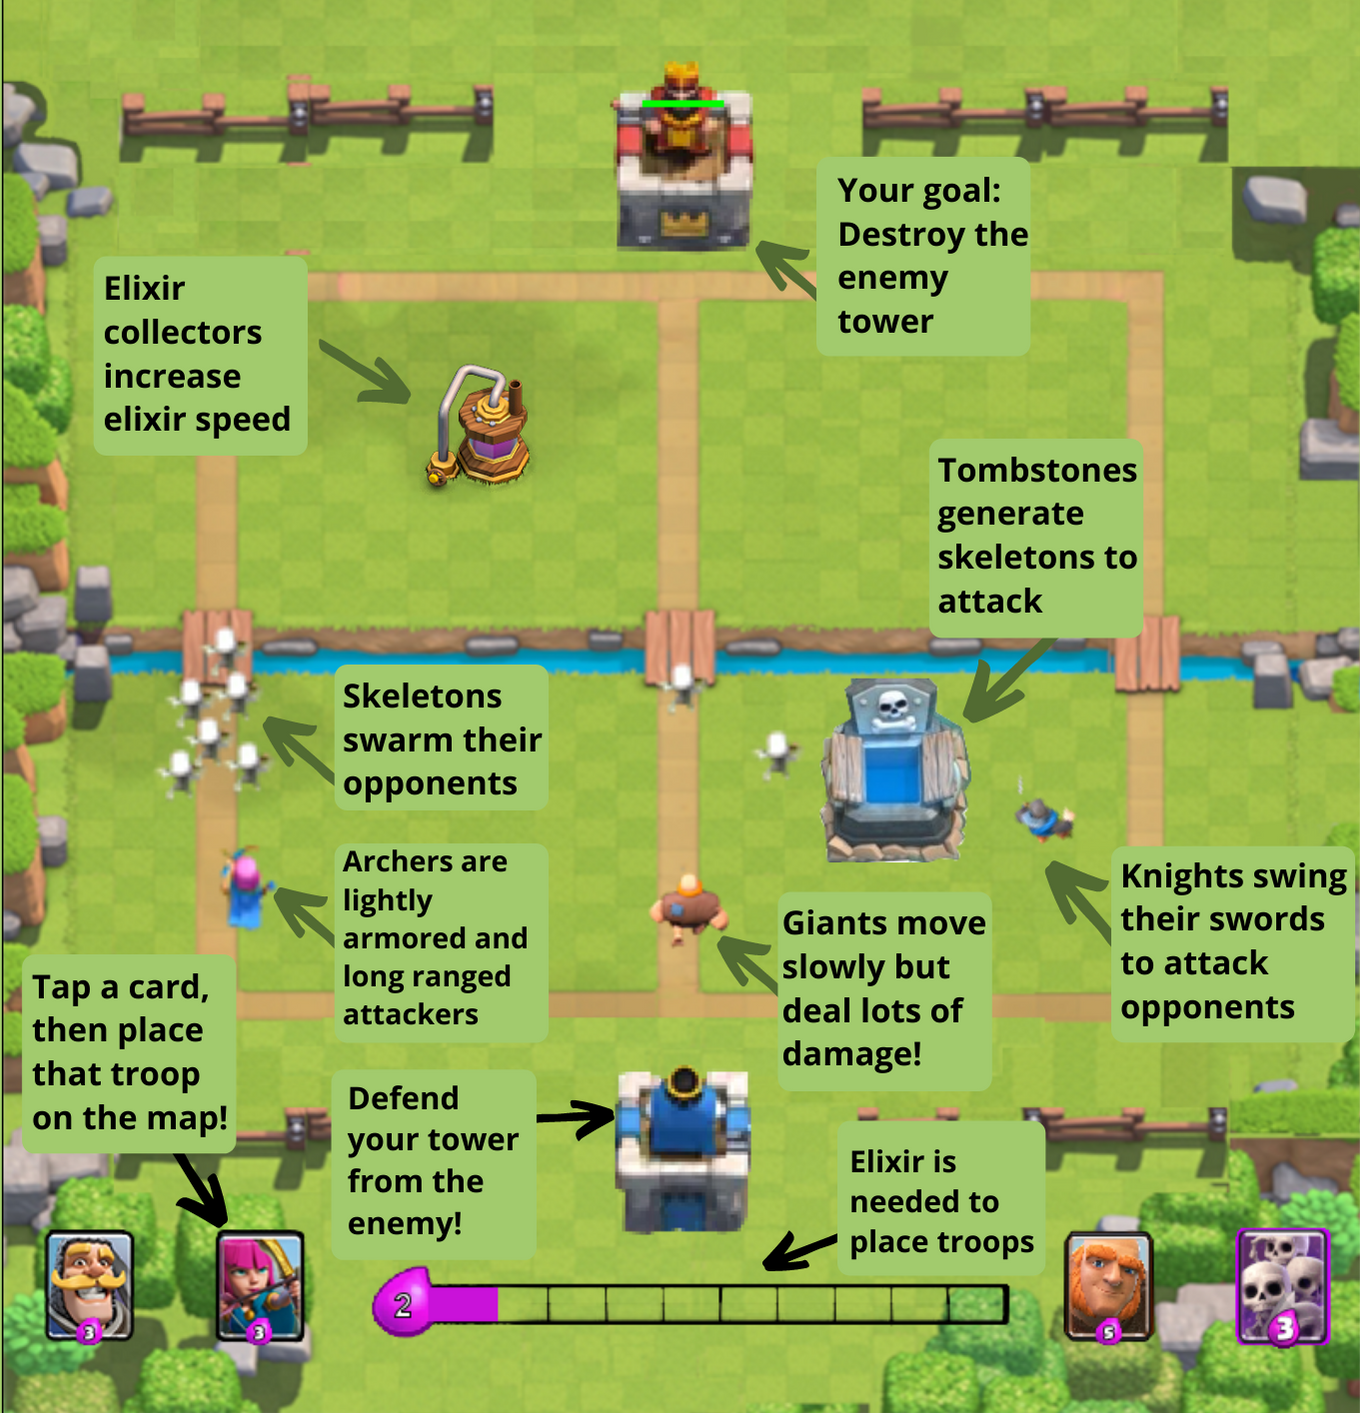 Your goal:
Destroy the
enemy
tower
Elixir
collectors
increase
elixir speed
Tombstones
generate
skeletons to
attack
Skeletons
swarm their
opponents
Archers are
lightly
armored and
long ranged
attackers
Giants move
slowly but
deal lots of
damage!
Knights swing
their swords
to attack
opponents
Tap a card,
then place
that troop
on the map!
Defend
your tower
from the
enemy!
Elixir is
needed to
place troops
3
3
2
5
3